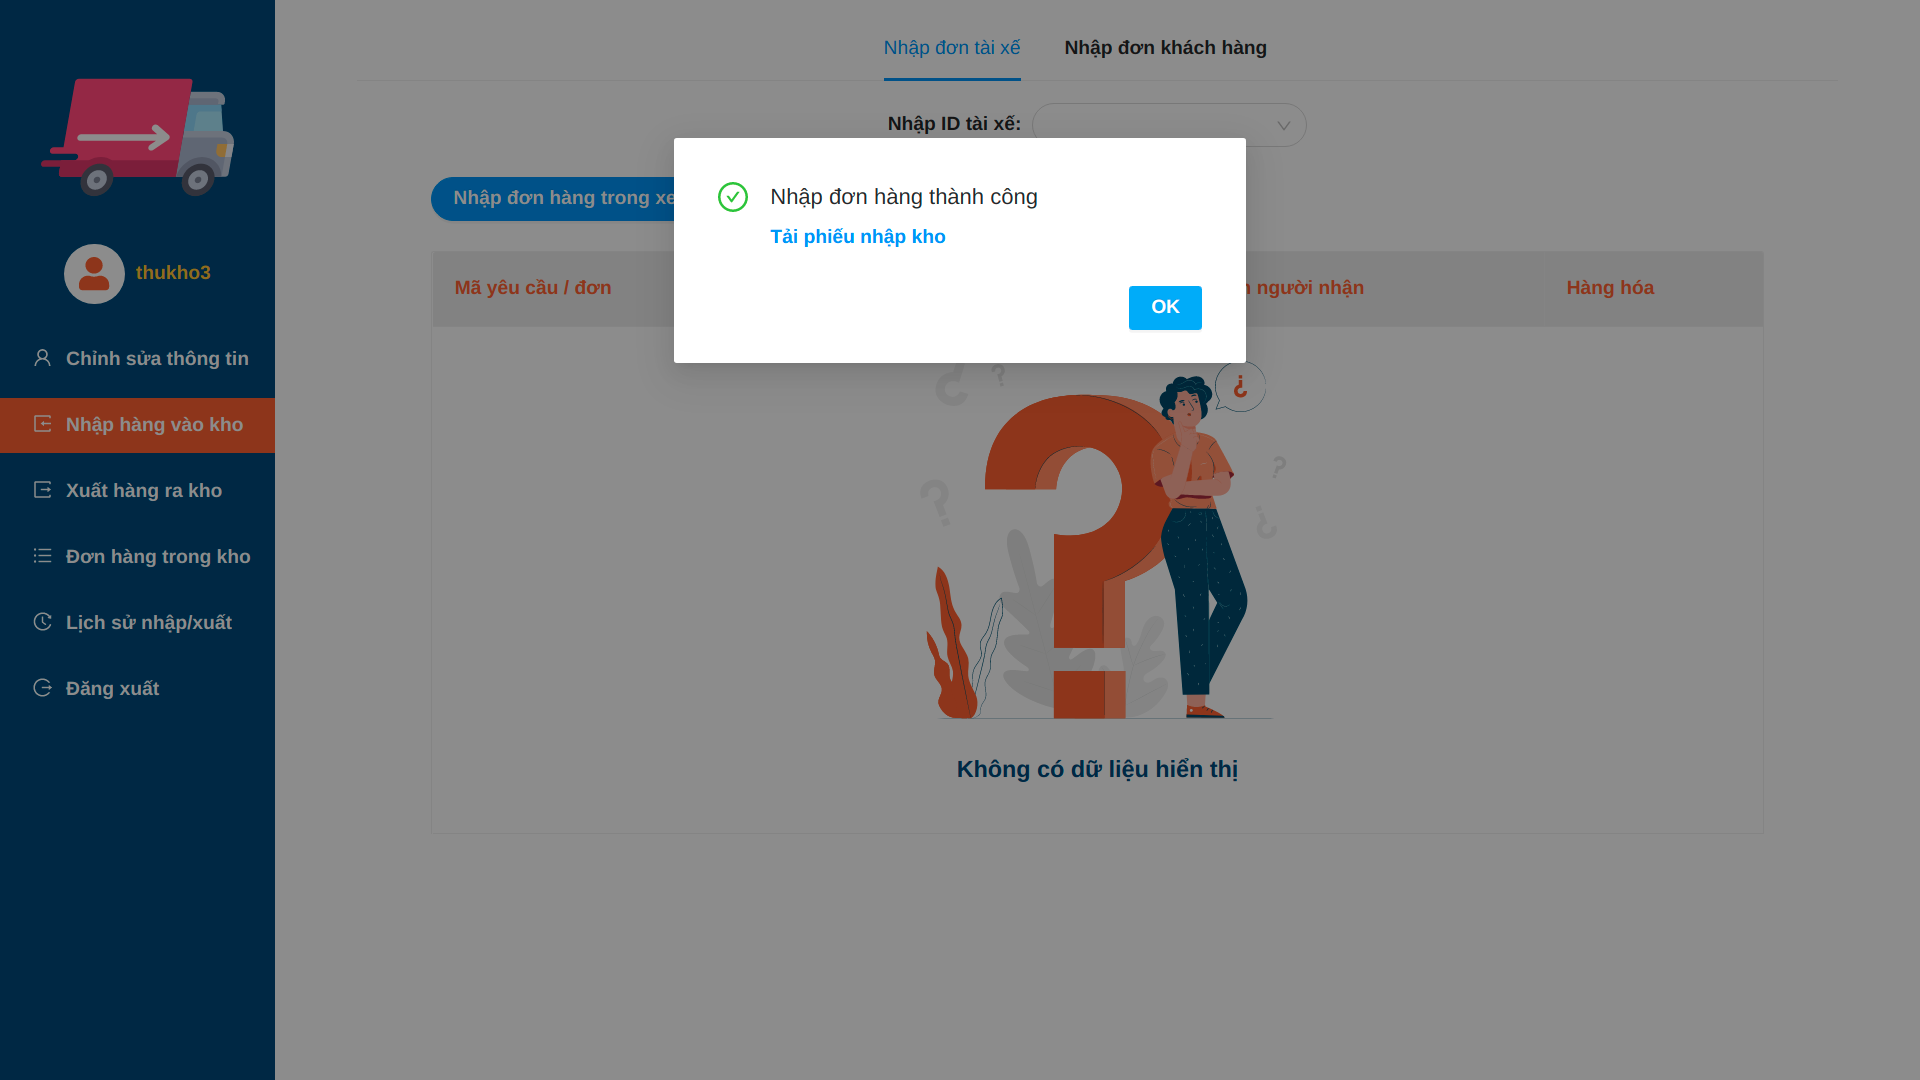 Nhập đơn tài xế
Nhập đơn khách hàng
Nhập ID tài xế:
thukho3
Chỉnh sửa thông tin
Nhập hàng vào kho
Xuất hàng ra kho
Đơn hàng trong kho
Lịch sử nhập/xuất
Đăng xuất
Nhập đơn hàng trong xe
Nhập đơn hàng thành công
Tải phiếu nhập kho
OK
Mã yêu cầu / đơn
người nhận
Hàng hóa
Không có dữ liệu hiển thị